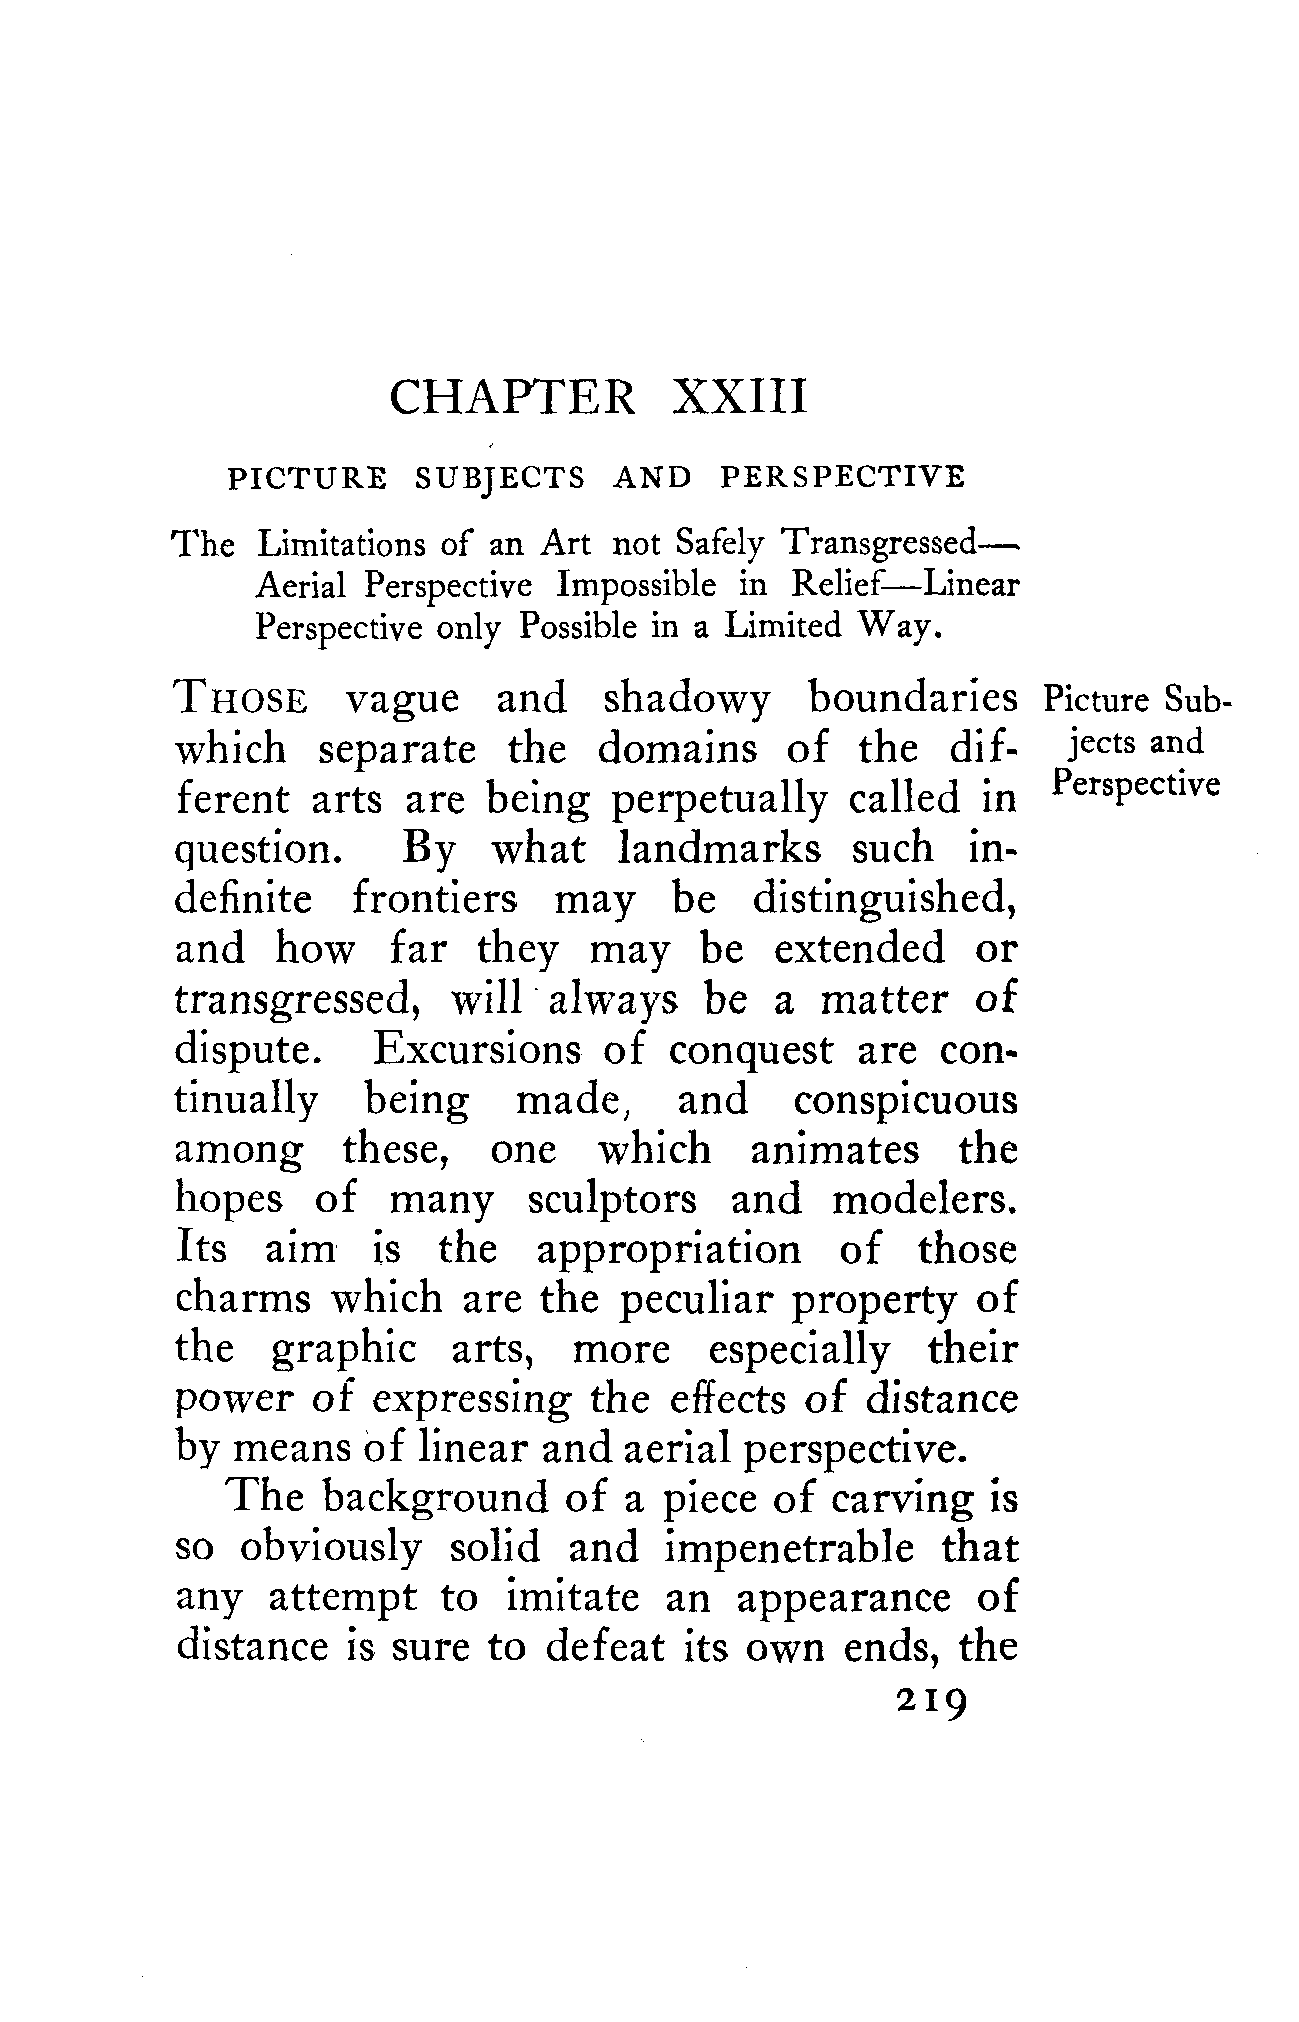 CHAPTER XXIII
PICTURE SUBJECTS AND PERSPECTIVE
The Limitations of an Art not Safely Transgressed—
Aerial Perspective Impossible in Relief—Linear
Perspective only Possible in a Limited Way.
Picture Sub-
jects and
Perspective
THOSE vague and shadowy boundaries
which separate the domains of the dif-
ferent arts are being perpetually called in
question. By what landmarks such in-
definite frontiers may be distinguished,
and how far they may be extended or
transgressed, will always be a matter of
dispute. Excursions of conquest are con-
tinually being made, and conspicuous
among these, one which animates the
hopes of many sculptors and modelers.
Its aim is the appropriation of those
charms which are the peculiar property of
the graphic arts, more especially their
power of expressing the effects of distance
by means of linear and aerial perspective.
The background of a piece of carving is
so obviously solid and impenetrable that
any attempt to imitate an appearance of
distance is sure to defeat its own ends, the
219